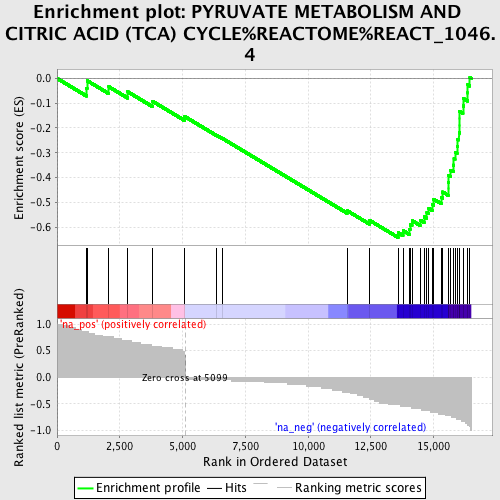 Enrichment plot: PYRUVATE METABOLISM AND
CITRIC ACID (TCA) CYCLE%REACTOME%REACT_1046.
4
Enrichment score (ES)
0.0
-0.1
-0.2
-0.3
-0.4
-0.5
-0.6
Ranked list metric (PreRanked)
1.0
0.5
0.0
-0.5
-1.0
'na_pos' (positively correlated)
Zero cross at 5099
'na_neg' (negatively correlated)
0
2,500
5,000
7,500
10,000
12,500
15,000
Rank in Ordered Dataset
Enrichment profile
Hits
Ranking metric scores